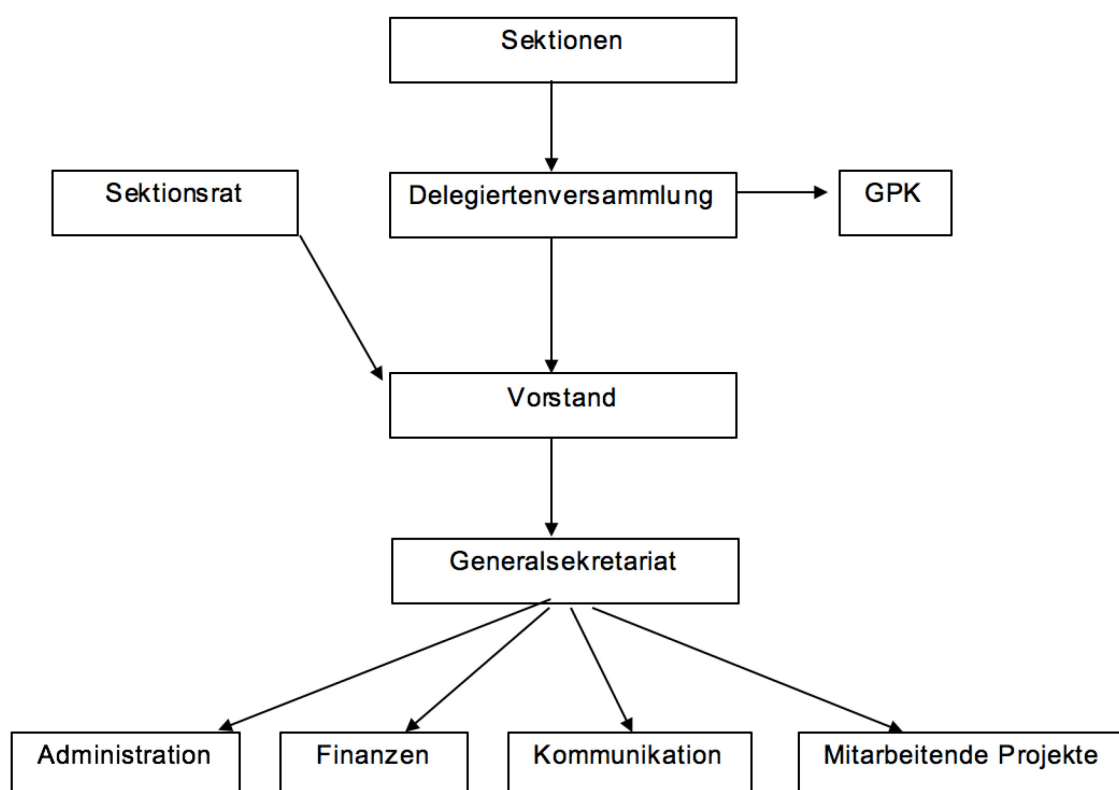 Sektionen
Sektionsrat
Delegiertenversammlung
GPK
Vorstand
Generalsekretariat
Administration
Finanzen
Kommunikation
Mitarbeitende Projekte